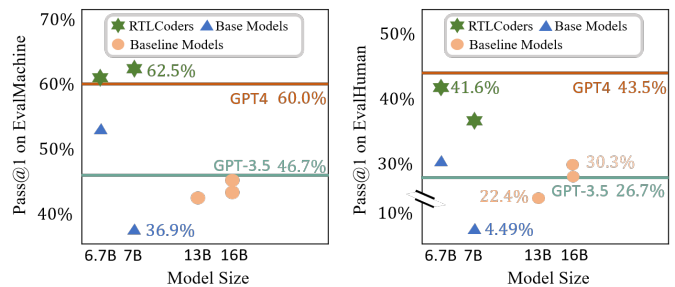 70%
RTLCoders Base Models
Baseline Models
62.5%
60%
GPT4 60.0%
50%
GPT-3.5 46.7%
40%
36.9%
6.7B 7B 13B 16B
Model Size
Pass@1 on EvalMachine
50%
RTLCoders Base Models
Baseline Models
GPT4 43.5%
40%
41.6%
30%
30.3%
22.4%
GPT-3.5 26.7%
10%
4.49%
6.7B 7B 13B 16B
Model Size
Pass@1 on EvalHuman